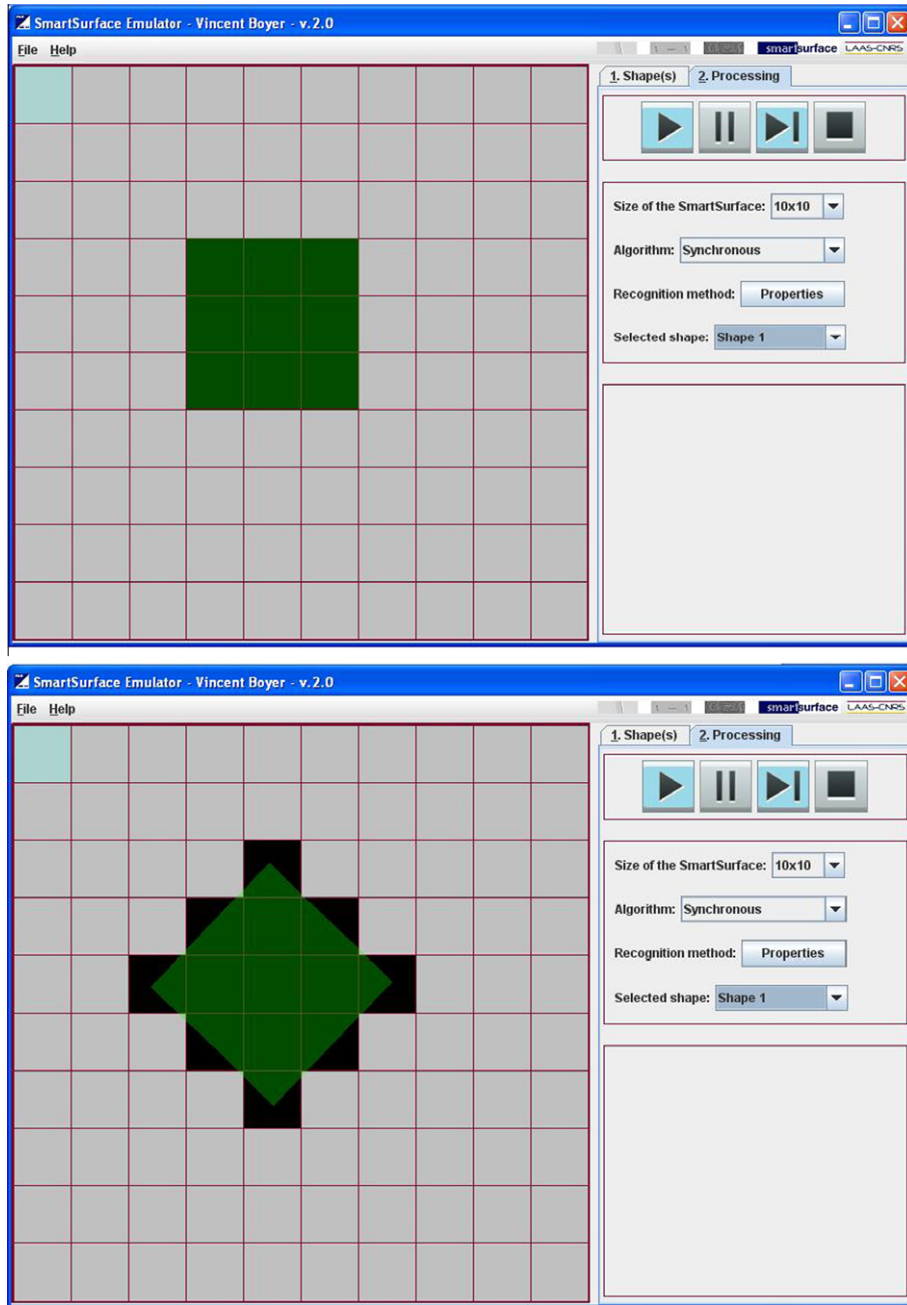 SmartSurface Emulator - Vincent Boyer - v.2.0
File Help
smartsurface LAAS-CNRS
1. Shape(s) 2. Processing
Size of the SmartSurface: 10x10
Algorithm: Synchronous
Recognition method: Properties
Selected shape: Shape 1
SmartSurface Emulator - Vincent Boyer - v.2.0
File Help
smartsurface LAAS-CNRS
1. Shape(s) 2. Processing
Size of the SmartSurface: 10x10
Algorithm: Synchronous
Recognition method: Properties
Selected shape: Shape 1